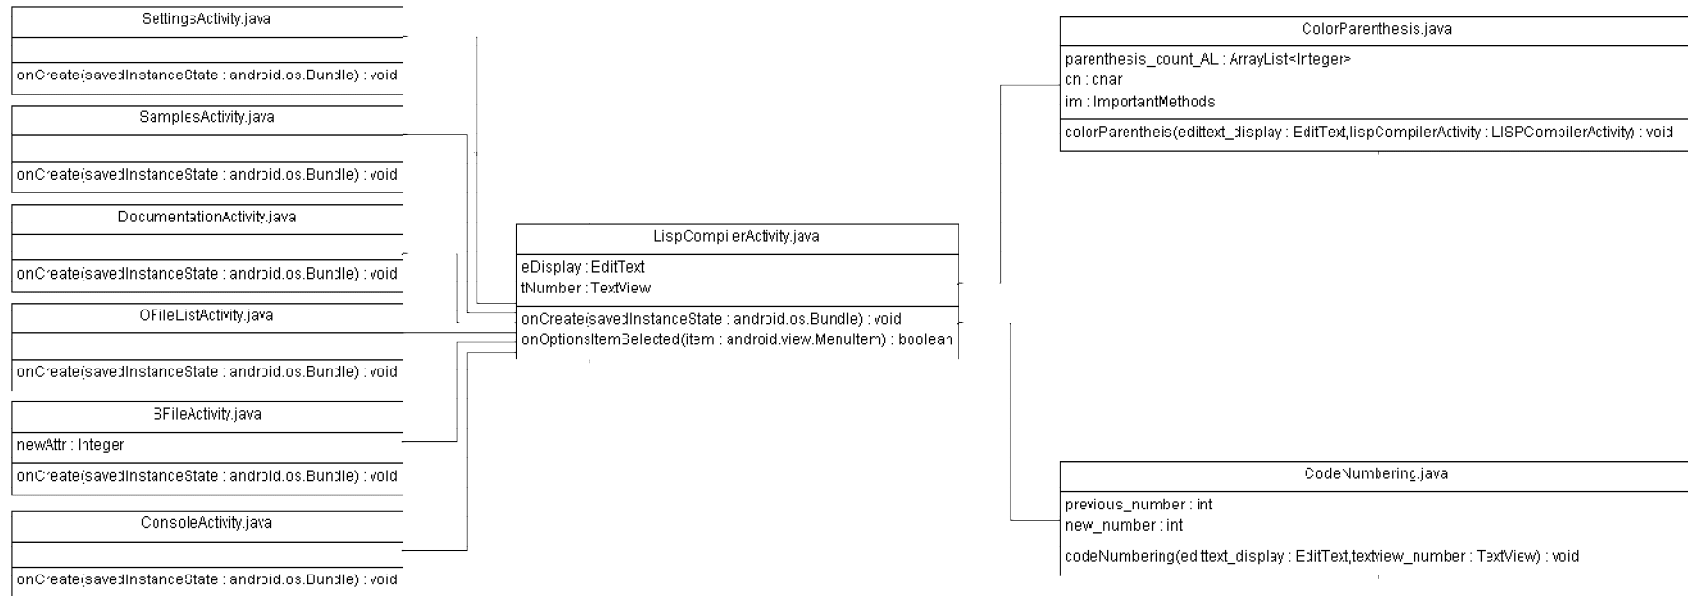 SettingsActivity.java
onCreate(savedInstanceState : android.os.Bundle) : void
SamplesActivity.java
onCreate(savedInstanceState : android.os.Bundle) : void
DocumentationActivity.java
onCreate(savedInstanceState : android.os.Bundle) : void
OFileListActivity.java
onCreate(savedInstanceState : android.os.Bundle) : void
SFileActivity.java
newAttr : Integer
onCreate(savedInstanceState : android.os.Bundle) : void
ConsoleActivity.java
onCreate(savedInstanceState : android.os.Bundle) : void
LispCompilerActivity.java
eDisplay : EditText
tNumber : TextView
onCreate(savedInstanceState : android.os.Bundle) : void
onOptionsItemSelected(item : android.view.MenuItem) : boolean
ColorParenthesis.java
parenthesis_count_AL : ArrayList<Integer>
ch : char
im : ImportantMethods
colorParentheis(edittext_display : EditText,lispCompilerActivity : LISPCompilerActivity) : void
CodeNumbering.java
previous_number : int
new_number : int
codeNumbering(edittext_display : EditText,textview_number : TextView) : void